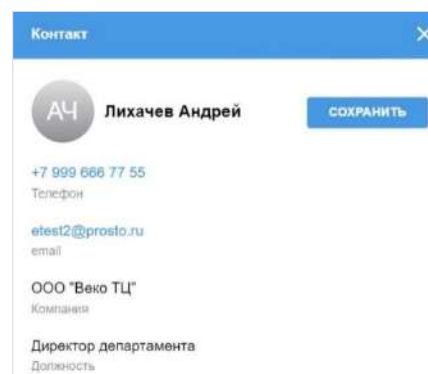 Контакт
АЧ
Лихачев Андрей
СОХРАНИТЬ
+7 999 666 77 55
Телефон
etest2@prosto.ru
email
ООО "Веко ТЦ"
Компания
Директор департамента
Должность